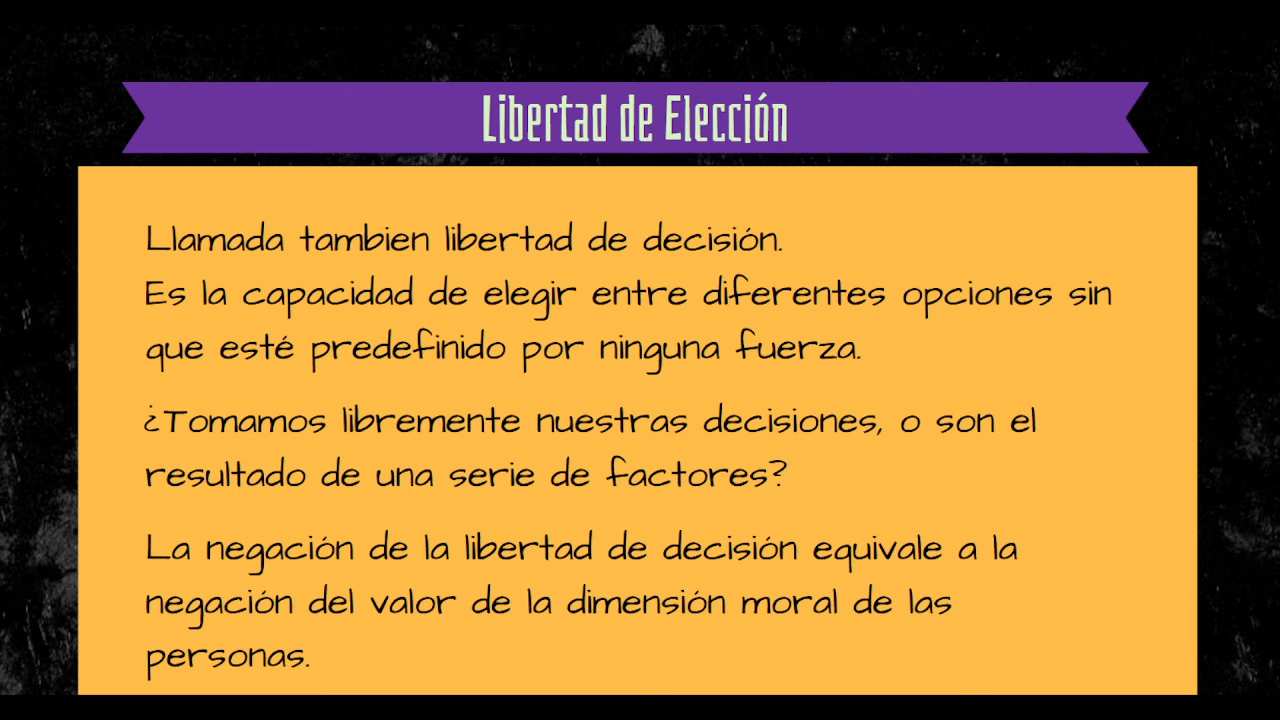 Libertad de Elección
Llamada tambien libertad de decisión.
Es la capacidad de elegir entre diferentes opciones sin
que esté predefinido por ninguna fuerza.
¿Tomamos libremente nuestras decisiones, o son el
resultado de una serie de factores?
La negación de la libertad de decisión equivale a la
negación del valor de la dimensión moral de las
personas.